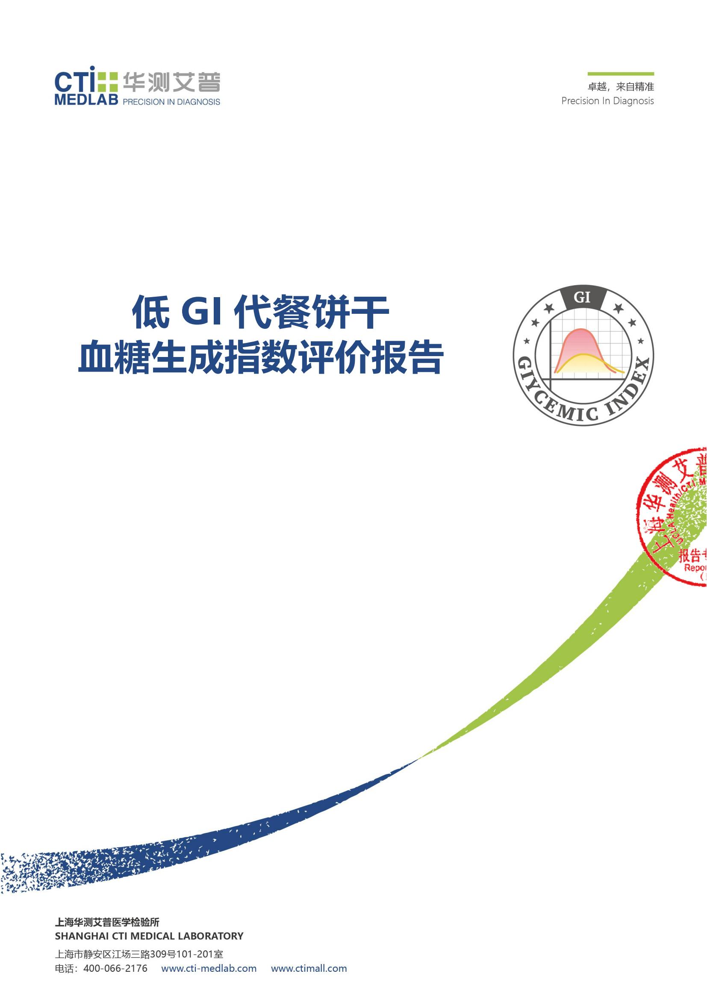 CTi 华测艾普
MEDLAB PRECISION IN DIAGNOSIS
卓越，来自精准
Precision In Diagnosis
低 GI 代餐饼干
血糖生成指数评价报告
GI
GIYCEMIC INDEX
上海华测艾普
UCLA Health/CTI M
报告
Repor
上海华测艾普医学检验所
SHANGHAI CTI MEDICAL LABORATORY
上海市静安区江场三路309号101-201室
电话：400-066-2176 www.cti-medlab.com www.ctimall.com